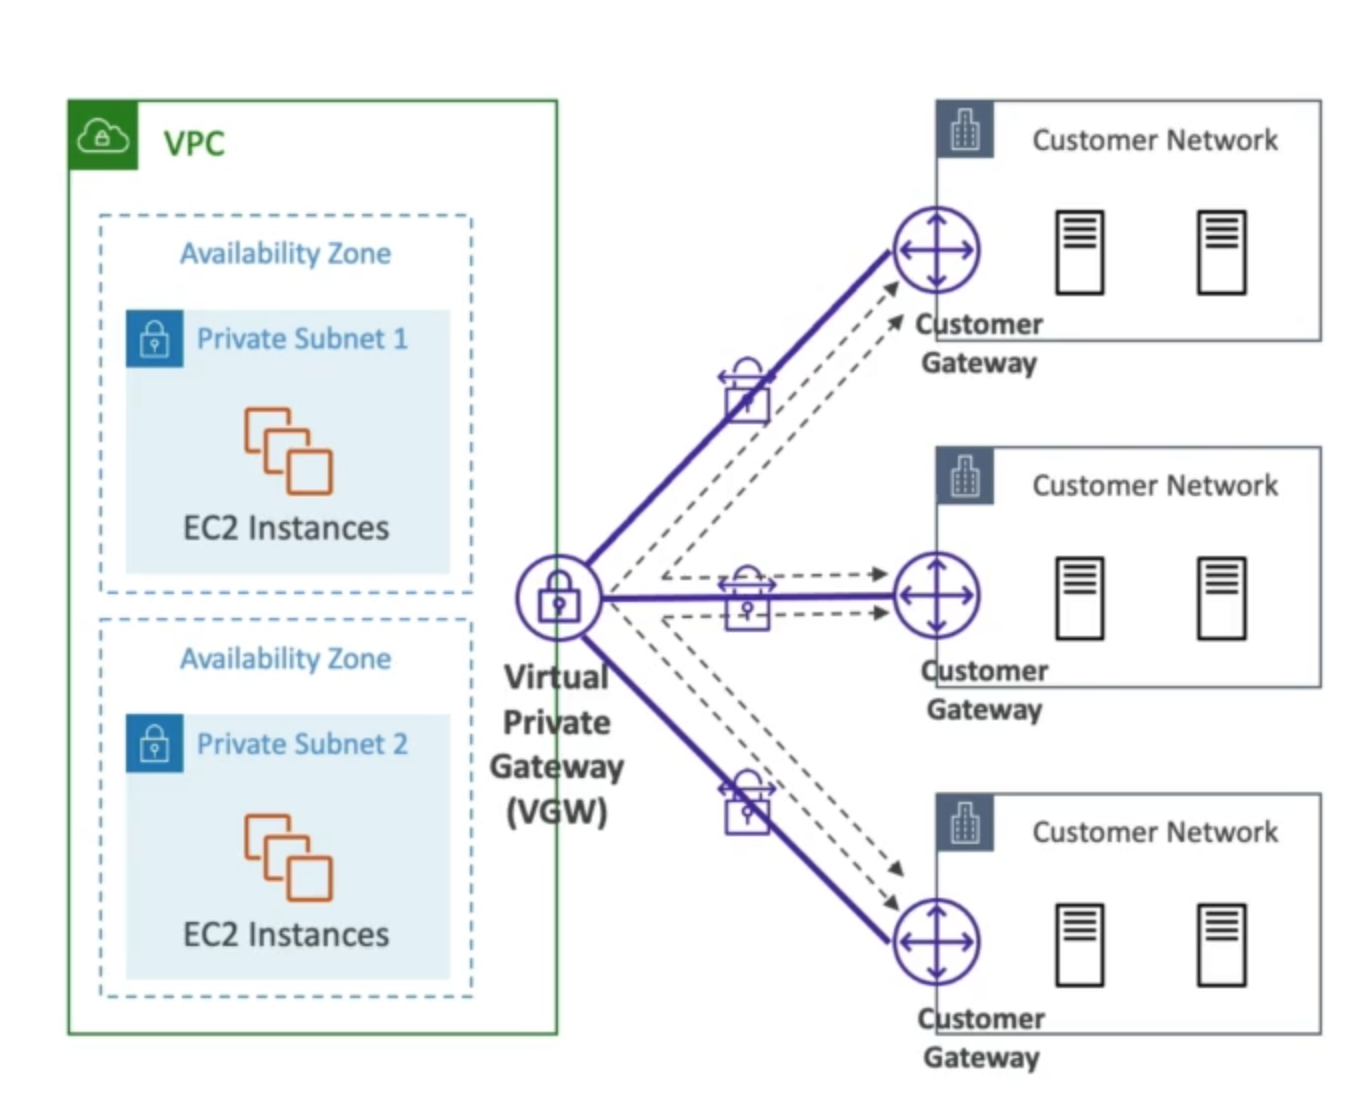 VPC
Availability Zone
Private Subnet 1
EC2 Instances
Availability Zone
Private Subnet 2
EC2 Instances
Virtual
Private
Gateway
(VGW)
Customer Network
Customer
Gateway
Customer Network
Customer
Gateway
Customer Network
Customer
Gateway